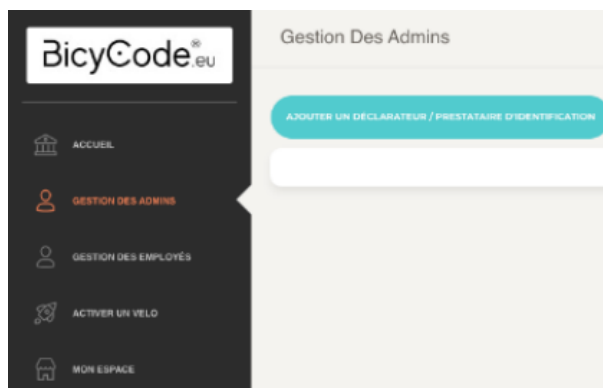 BicyCode®.eu
Gestion Des Admins
AJOUTER UN DÉCLARATEUR / PRESTATAIRE D'IDENTIFICATION
ACCUEIL
GESTION DES ADMINS
GESTION DES EMPLOYÉS
ACTIVER UN VELO
MON ESPACE